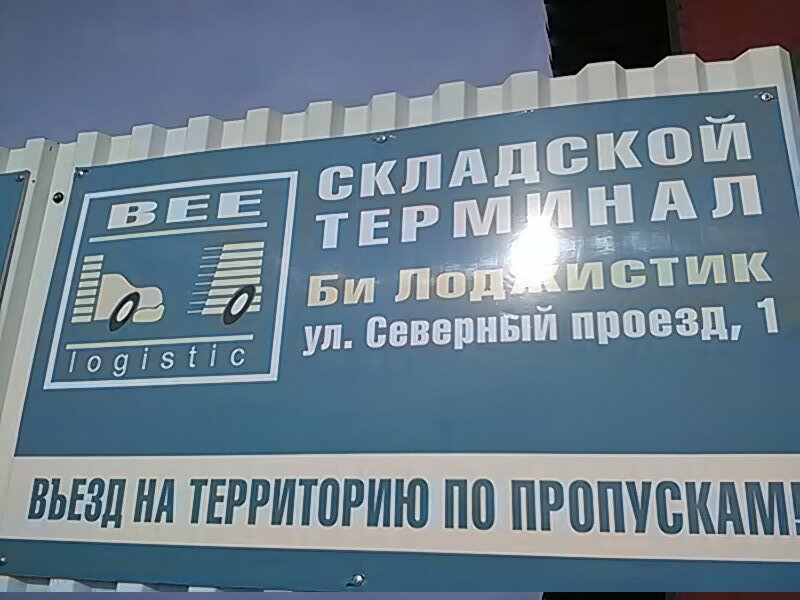 BEE
logistic
СКЛАДСКОЙ
ТЕРМИНАЛ
Би Лоджистик
ул. Северный проезд, 1
ВЪЕЗД НА ТЕРРИТОРИЮ ПО ПРОПУСКАМ!